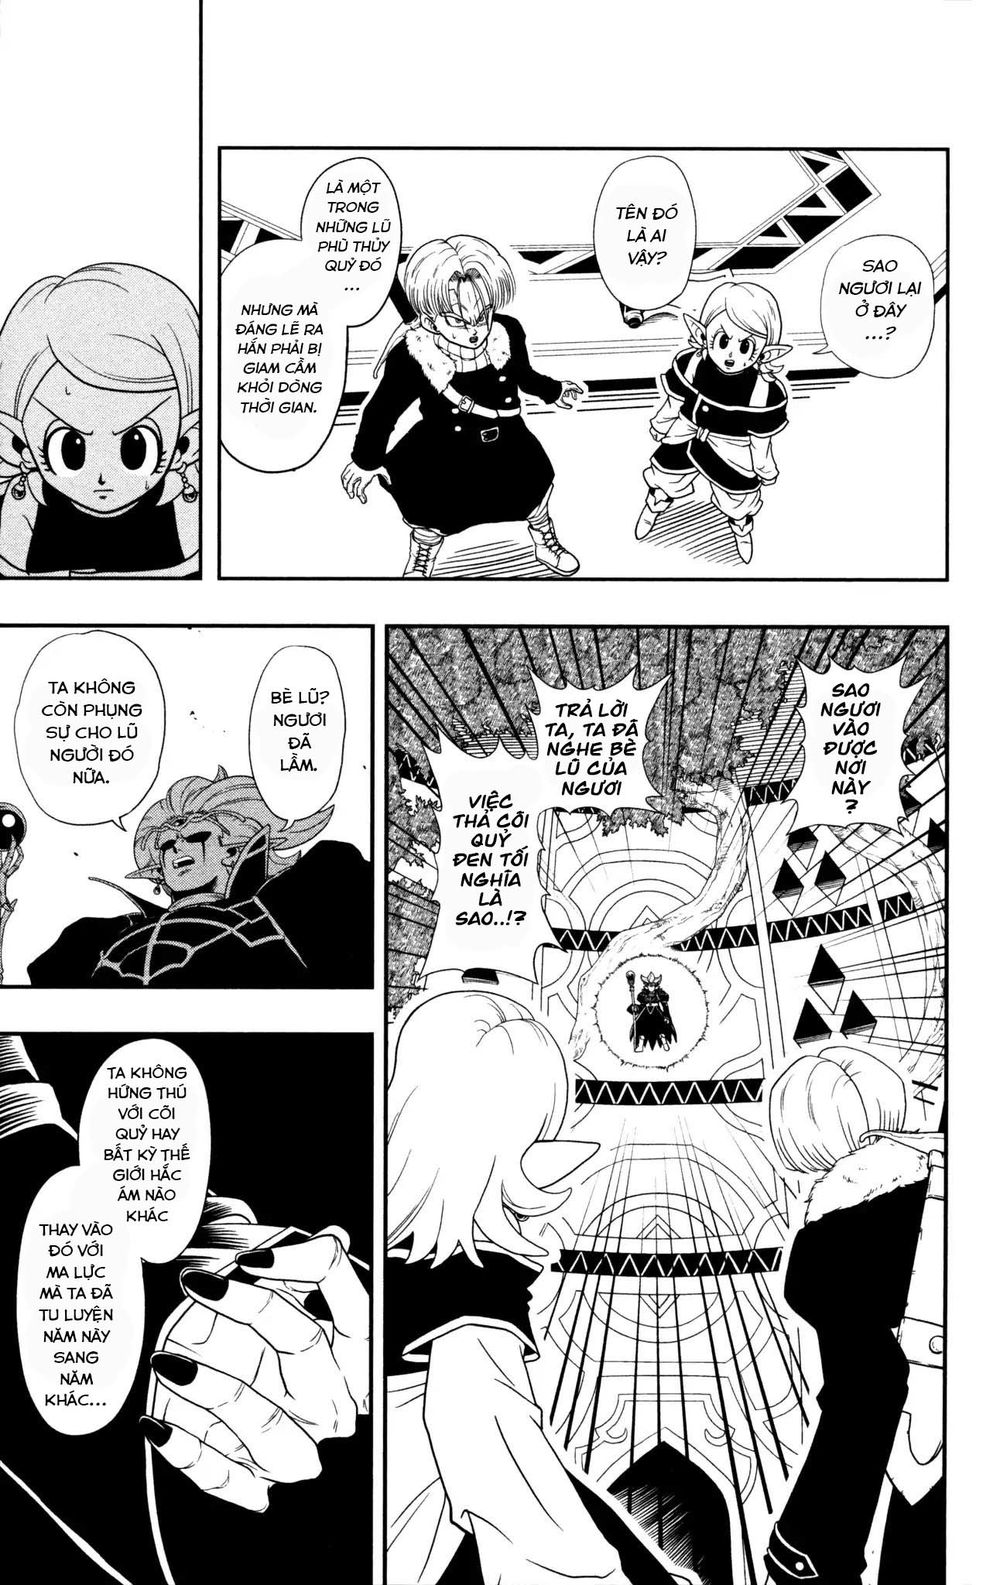 SAO
NGƯƠI LẠI
Ở ĐÂY
...?
TÊN ĐÓ
LÀ AI
VẬY?
LÀ MỘT
TRONG
NHỮNG LŨ
PHÙ THỦY
QUỶ ĐÓ
...
NHƯNG MÀ
ĐÁNG LẼ RA
HẮN PHẢI BỊ
GIAM CẦM
KHỎI DÒNG
THỜI GIAN.
SAO
NGƯƠI
VÀO
ĐƯỢC
NƠI
NÀY
?
TRẢ LỜI
TA, TA ĐÃ
NGHE BÈ
LŨ CỦA
NGƯƠI
VIỆC
THẢ CÕI
QUỶ
ĐEN TỐI
NGHĨA
LÀ
SAO..!?
BÈ LŨ?
NGƯƠI
ĐÃ
LẦM.
TA KHÔNG
CÒN PHỤNG
SỰ CHO LŨ
NGƯỜI ĐÓ
NỮA.
TA KHÔNG
HỨNG THÚ
VỚI CÕI
QUỶ HAY
BẤT KỲ THẾ
GIỚI HẮC
ÁM NÀO
KHÁC
THAY VÀO
ĐÓ VỚI
MA LỰC
MÀ TA ĐÃ
TU LUYỆN
NĂM NÀY
SANG
NĂM
KHÁC...